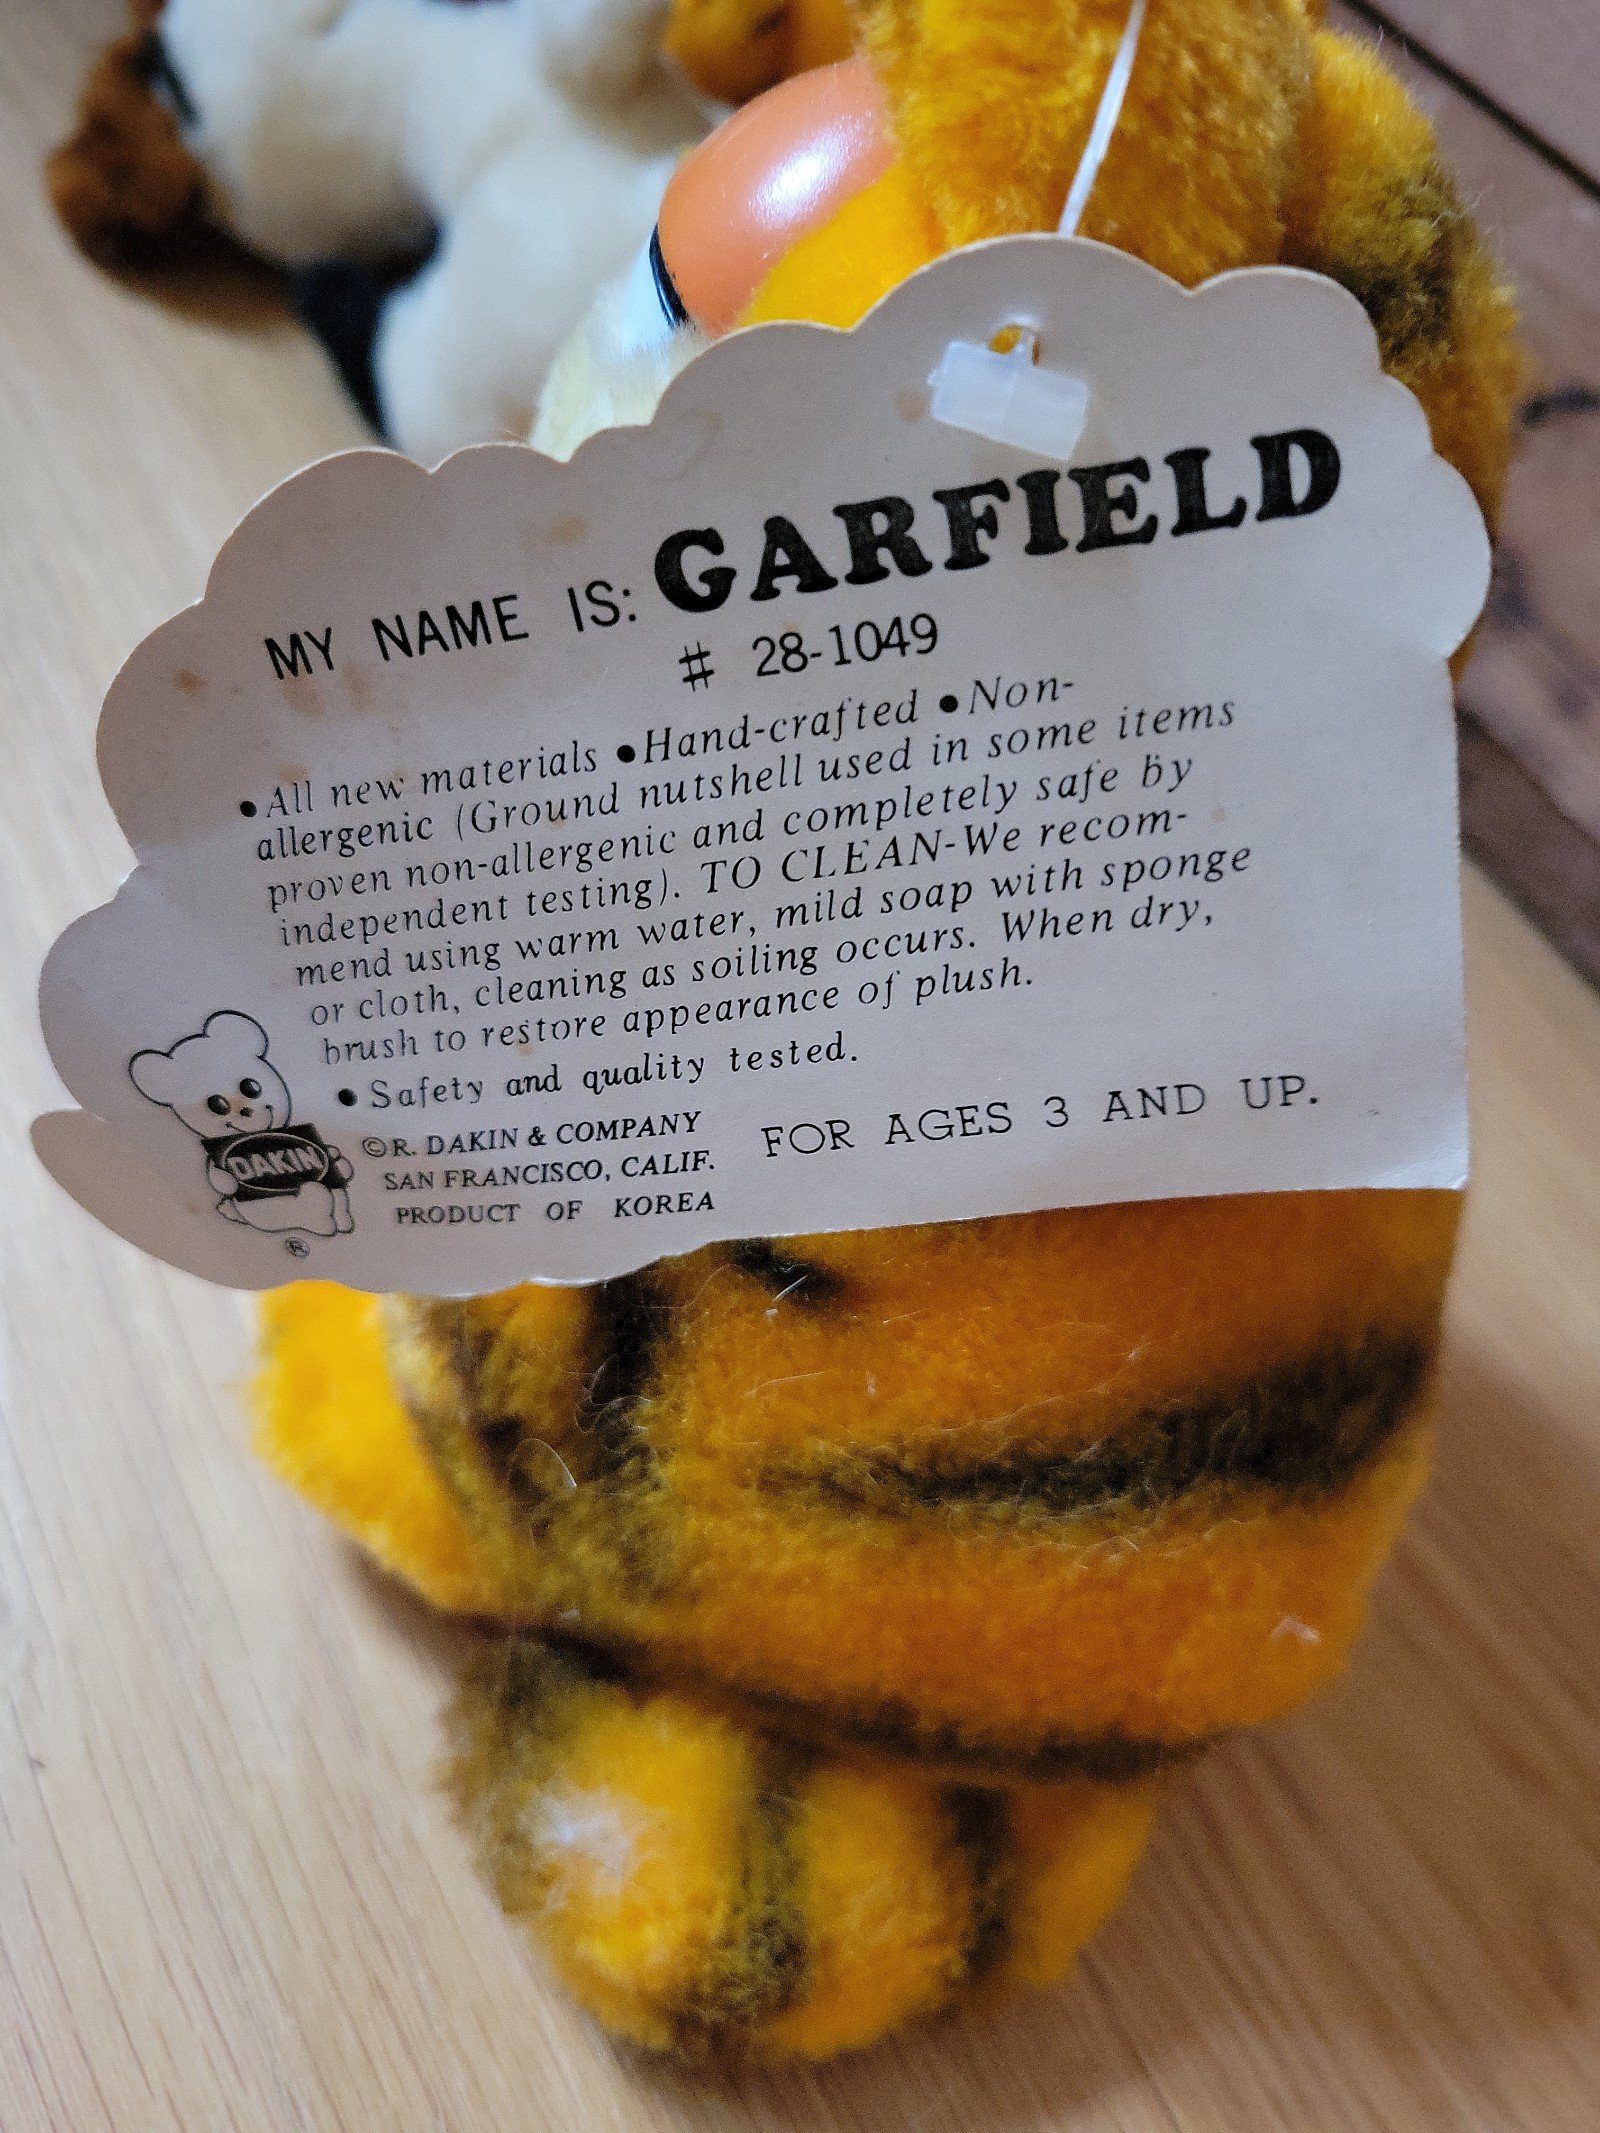 MY NAME IS: GARFIELD
# 28-1049
•All new materials •Hand-crafted •Non-
allergenic (Ground nutshell used in some items
proven non-allergenic and completely safe by
independent testing). TO CLEAN-We recom-
mend using warm water, mild soap with sponge
or cloth, cleaning as soiling occurs. When dry,
brush to restore appearance of plush.
•Safety and quality tested.
DAKIN
®
©R. DAKIN & COMPANY
SAN FRANCISCO, CALIF.
PRODUCT OF KOREA
FOR AGES 3 AND UP.